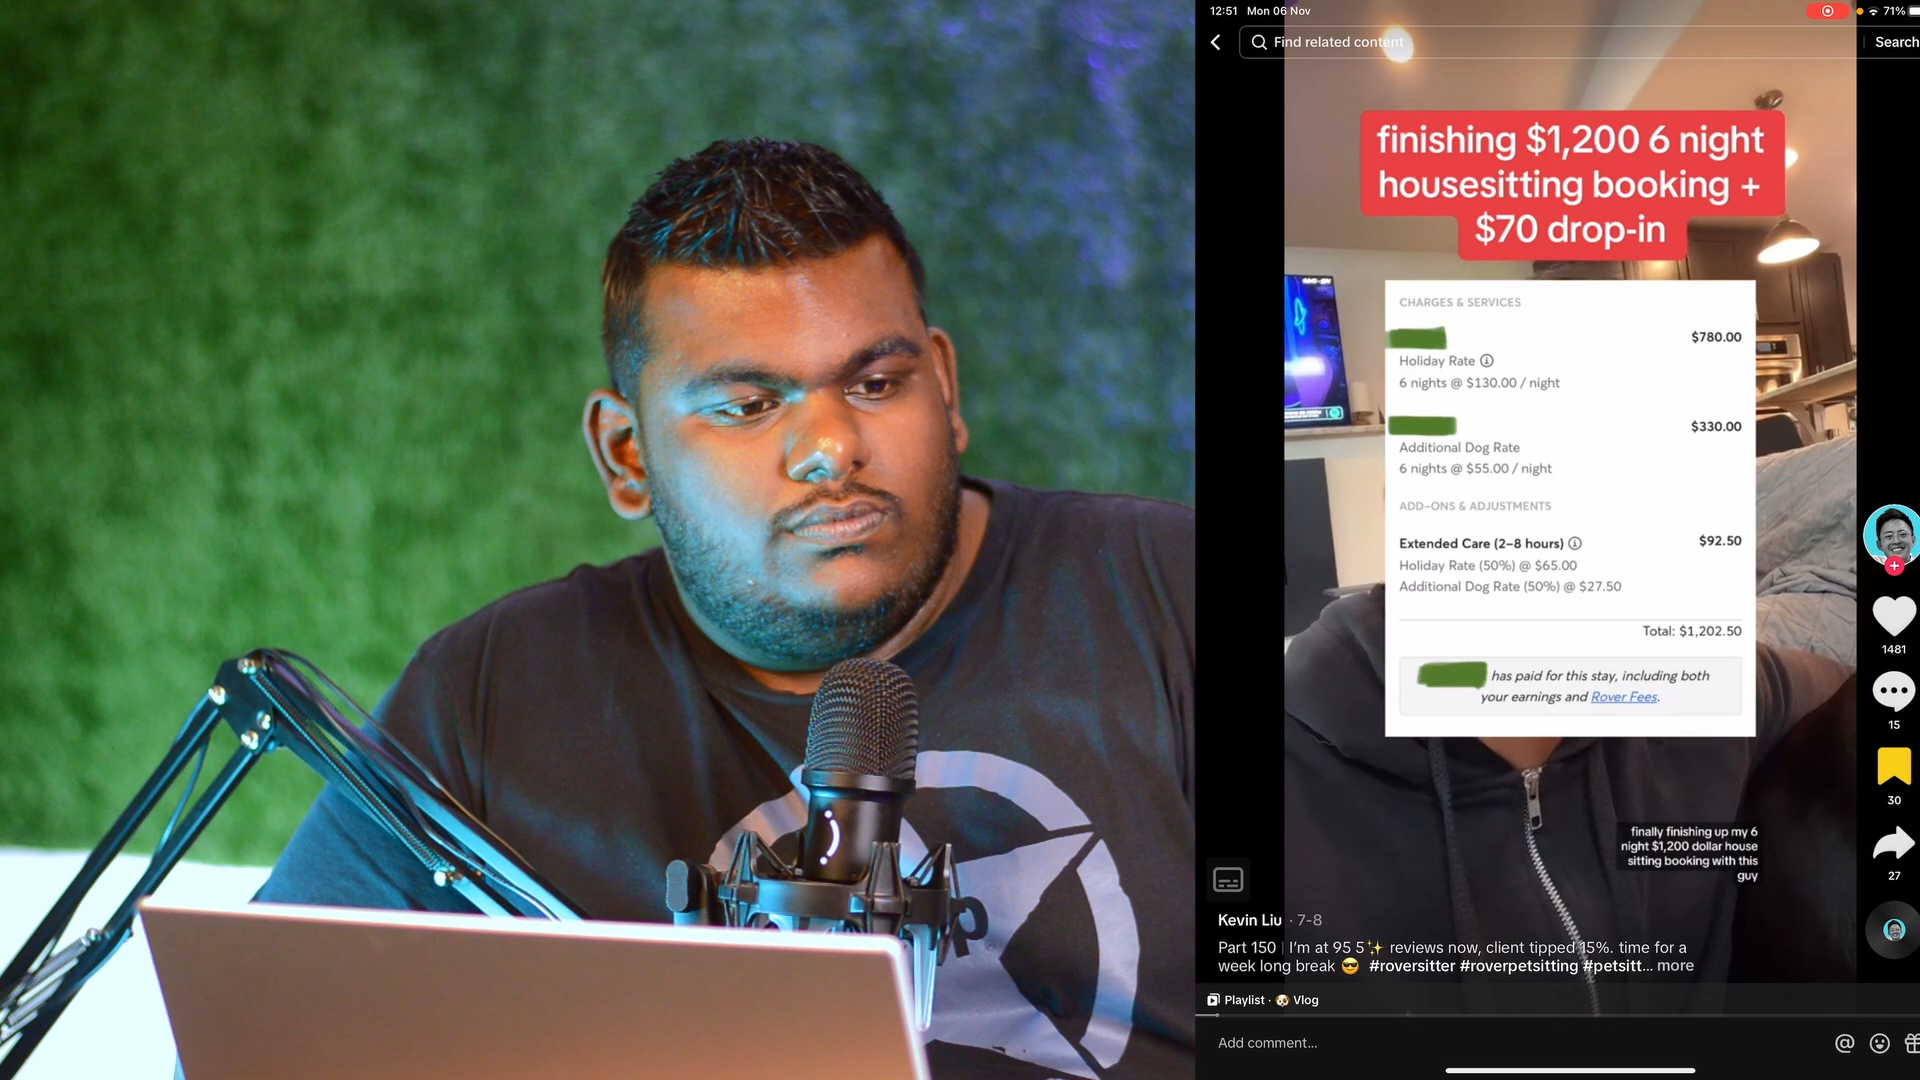 12:51 Mon 06 Nov
71%
Find related content
Search
finishing $1,200 6 night
housesitting booking +
$70 drop-in
CHARGES & SERVICES
$780.00
Holiday Rate
6 nights @ $130.00 / night
$330.00
Additional Dog Rate
6 nights @ $55.00 / night
ADD-ONS & ADJUSTMENTS
Extended Care (2–8 hours)
$92.50
Holiday Rate (50%) @ $65.00
Additional Dog Rate (50%) @ $27.50
Total: $1,202.50
has paid for this stay, including both
your earnings and Rover Fees.
1481
15
30
27
finally finishing up my 6
night $1,200 dollar house
sitting booking with this
guy
Kevin Liu · 7-8
Part 150 | I'm at 95 5✨ reviews now, client tipped 15%. time for a
week long break 😎 #roversitter #roverpetsitting #petsitt... more
Playlist · 🐶 Vlog
Add comment...